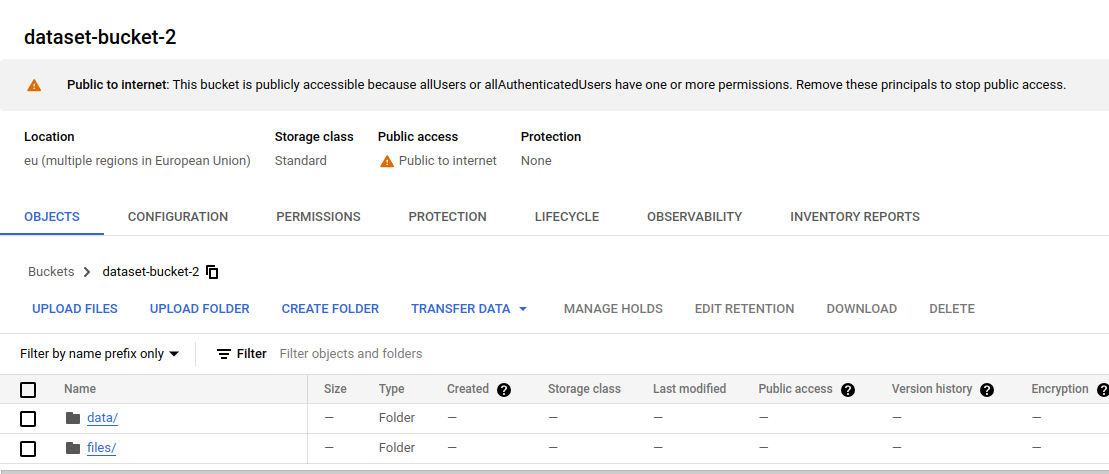 dataset-bucket-2
Public to internet: This bucket is publicly accessible because allUsers or allAuthenticatedUsers have one or more permissions. Remove these principals to stop public access.
Location Storage class Public access Protection
eu (multiple regions in European Union) Standard Public to internet None
OBJECTS CONFIGURATION PERMISSIONS PROTECTION LIFECYCLE OBSERVABILITY INVENTORY REPORTS
Buckets > dataset-bucket-2
UPLOAD FILES UPLOAD FOLDER CREATE FOLDER TRANSFER DATA MANAGE HOLDS EDIT RETENTION DOWNLOAD DELETE
Filter by name prefix only Filter Filter objects and folders
Name Size Type Created ? Storage class Last modified Public access ? Version history ? Encryption ?
data/ — Folder — — — — — —
files/ — Folder — — — — — —